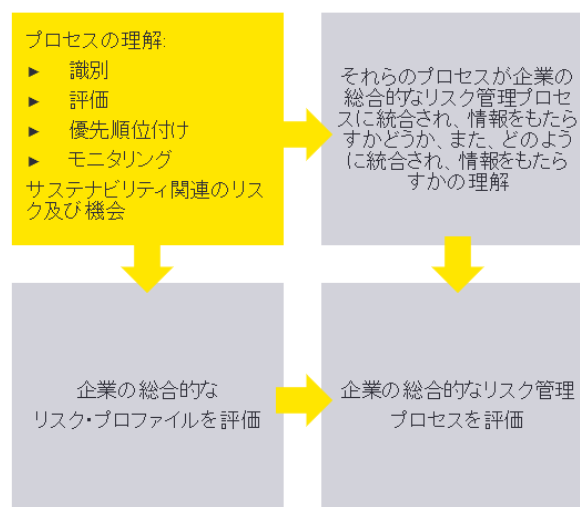 プロセスの理解:
► 識別
► 評価
► 優先順位付け
► モニタリング
サステナビリティ関連のリス
ク及び機会
それらのプロセスが企業の
総合的なリスク管理プロセ
スに統合され、情報をもたら
すかどうか、また、どのよう
に統合され、情報をもたら
すかの理解
企業の総合的な
リスク・プロファイルを評価
企業の総合的なリスク管理
プロセスを評価